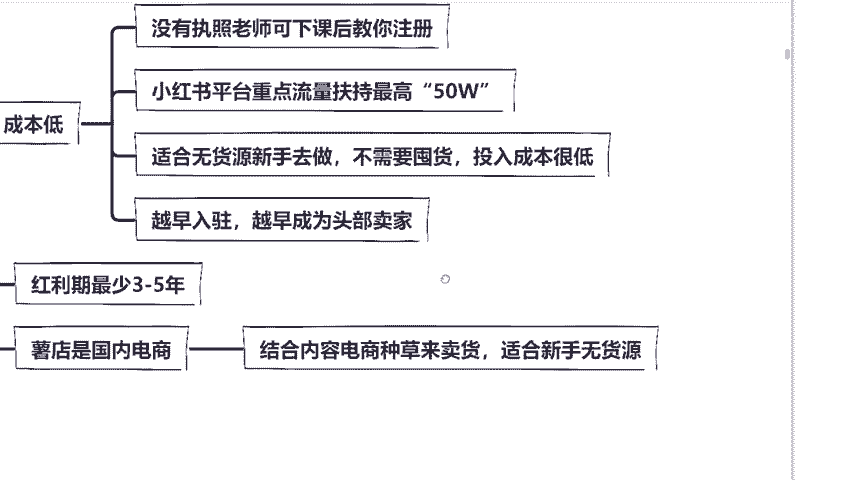 没有执照老师可下课后教你注册
小红书平台重点流量扶持最高“50W”
成本低
适合无货源新手去做，不需要囤货，投入成本很低
越早入驻，越早成为头部卖家
红利期最少3-5年
薯店是国内电商
结合内容电商种草来卖货，适合新手无货源